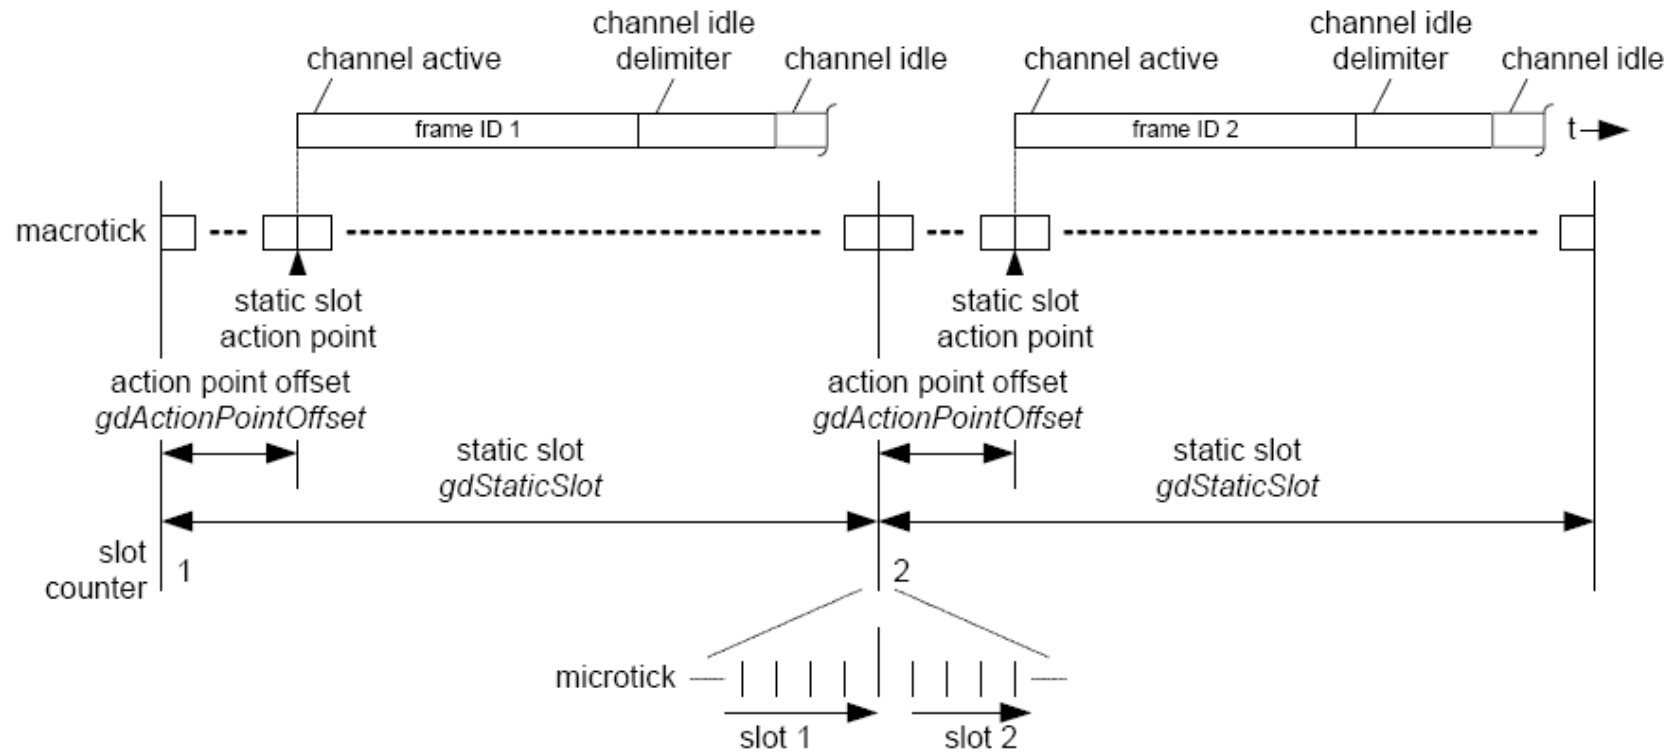 channel idle
channel active
delimiter
channel idle
channel idle
channel active
delimiter
channel idle
frame ID 1
frame ID 2
t
macrotick
static slot
action point
static slot
action point
action point offset
gdActionPointOffset
action point offset
gdActionPointOffset
static slot
gdStaticSlot
static slot
gdStaticSlot
slot
counter
1
2
microtick
slot 1
slot 2